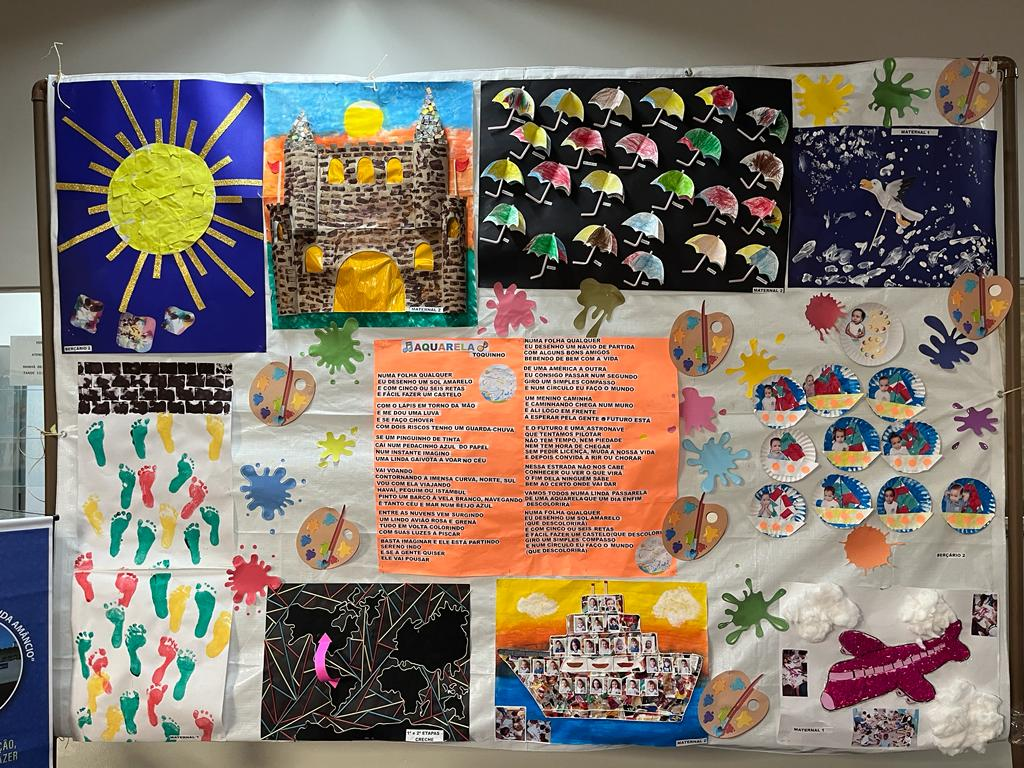 MATERNAL 1
BERÇÁRIO 2
MATERNAL 2
MATERNAL 2
AQUARELA
TOQUINHO
NUMA FOLHA QUALQUER
EU DESENHO UM SOL AMARELO
E COM CINCO OU SEIS RETAS
E FÁCIL FAZER UM CASTELO
COM O LAPIS EM TORNO DA MÃO
E ME DOU UMA LUVA
E SE FAÇO CHOVER
COM DOIS RISCOS TENHO UM GUARDA-CHUVA
SE UM PINGUINHO DE TINTA
CAI NUM PEDACINHO AZUL DO PAPEL
NUM INSTANTE IMAGINO
UMA LINDA GAIVOTA A VOAR NO CÉU
VAI VOANDO
CONTORNANDO A IMENSA CURVA, NORTE, SUL
VOU COM ELA VIAJANDO
HAVAÍ, PEQUIM OU ISTAMBUL
PINTO UM BARCO A VELA BRANCO, NAVEGANDO
É TANTO CÉU E MAR NUM BEIJO AZUL
ENTRE AS NUVENS VEM SURGINDO
UM LINDO AVIÃO ROSA E GRENÁ
TUDO EM VOLTA COLORINDO
COM SUAS LUZES A PISCAR
BASTA IMAGINAR E ELE ESTÁ PARTINDO
SERENO INDO
E SE A GENTE QUISER
ELE VAI POUSAR
NUMA FOLHA QUALQUER
EU DESENHO UM NAVIO DE PARTIDA
COM ALGUNS BONS AMIGOS
BEBENDO DE BEM COM A VIDA
DE UMA AMÉRICA A OUTRA
EU CONSIGO PASSAR NUM SEGUNDO
GIRO UM SIMPLES COMPASSO
E NUM CÍRCULO EU FAÇO O MUNDO
UM MENINO CAMINHA
E CAMINHANDO CHEGA NUM MURO
E ALI LOGO EM FRENTE
A ESPERAR PELA GENTE O FUTURO ESTÁ
E O FUTURO E UMA ASTRONAVE
QUE TENTAMOS PILOTAR
NÃO TEM TEMPO, NEM PIEDADE
NEM TEM HORA DE CHEGAR
SEM PEDIR LICENÇA, MUDA A NOSSA VIDA
E DEPOIS CONVIDA A RIR OU CHORAR
NESSA ESTRADA NÃO NOS CABE
CONHECER OU VER O QUE VIRÁ
O FIM DELA NINGUÉM SABE
BEM AO CERTO ONDE VAI DAR
VAMOS TODOS NUMA LINDA PASSARELA
DE UMA AQUARELA QUE UM DIA ENFIM
DESCOLORIRÁ
NUMA FOLHA QUALQUER
EU DESENHO UM SOL AMARELO
(QUE DESCOLORIRÁ)
E COM CINCO OU SEIS RETAS
E FÁCIL FAZER UM CASTELO (QUE DESCOLORIRÁ)
GIRO UM SIMPLES COMPASSO
E NUM CÍRCULO EU FAÇO O MUNDO
(QUE DESCOLORIRÁ)
BERÇÁRIO 2
MATERNAL 1
1ª e 2ª ETAPAS
CRECHE
MATERNAL 2
MATERNAL 1
AMÂNCIO"